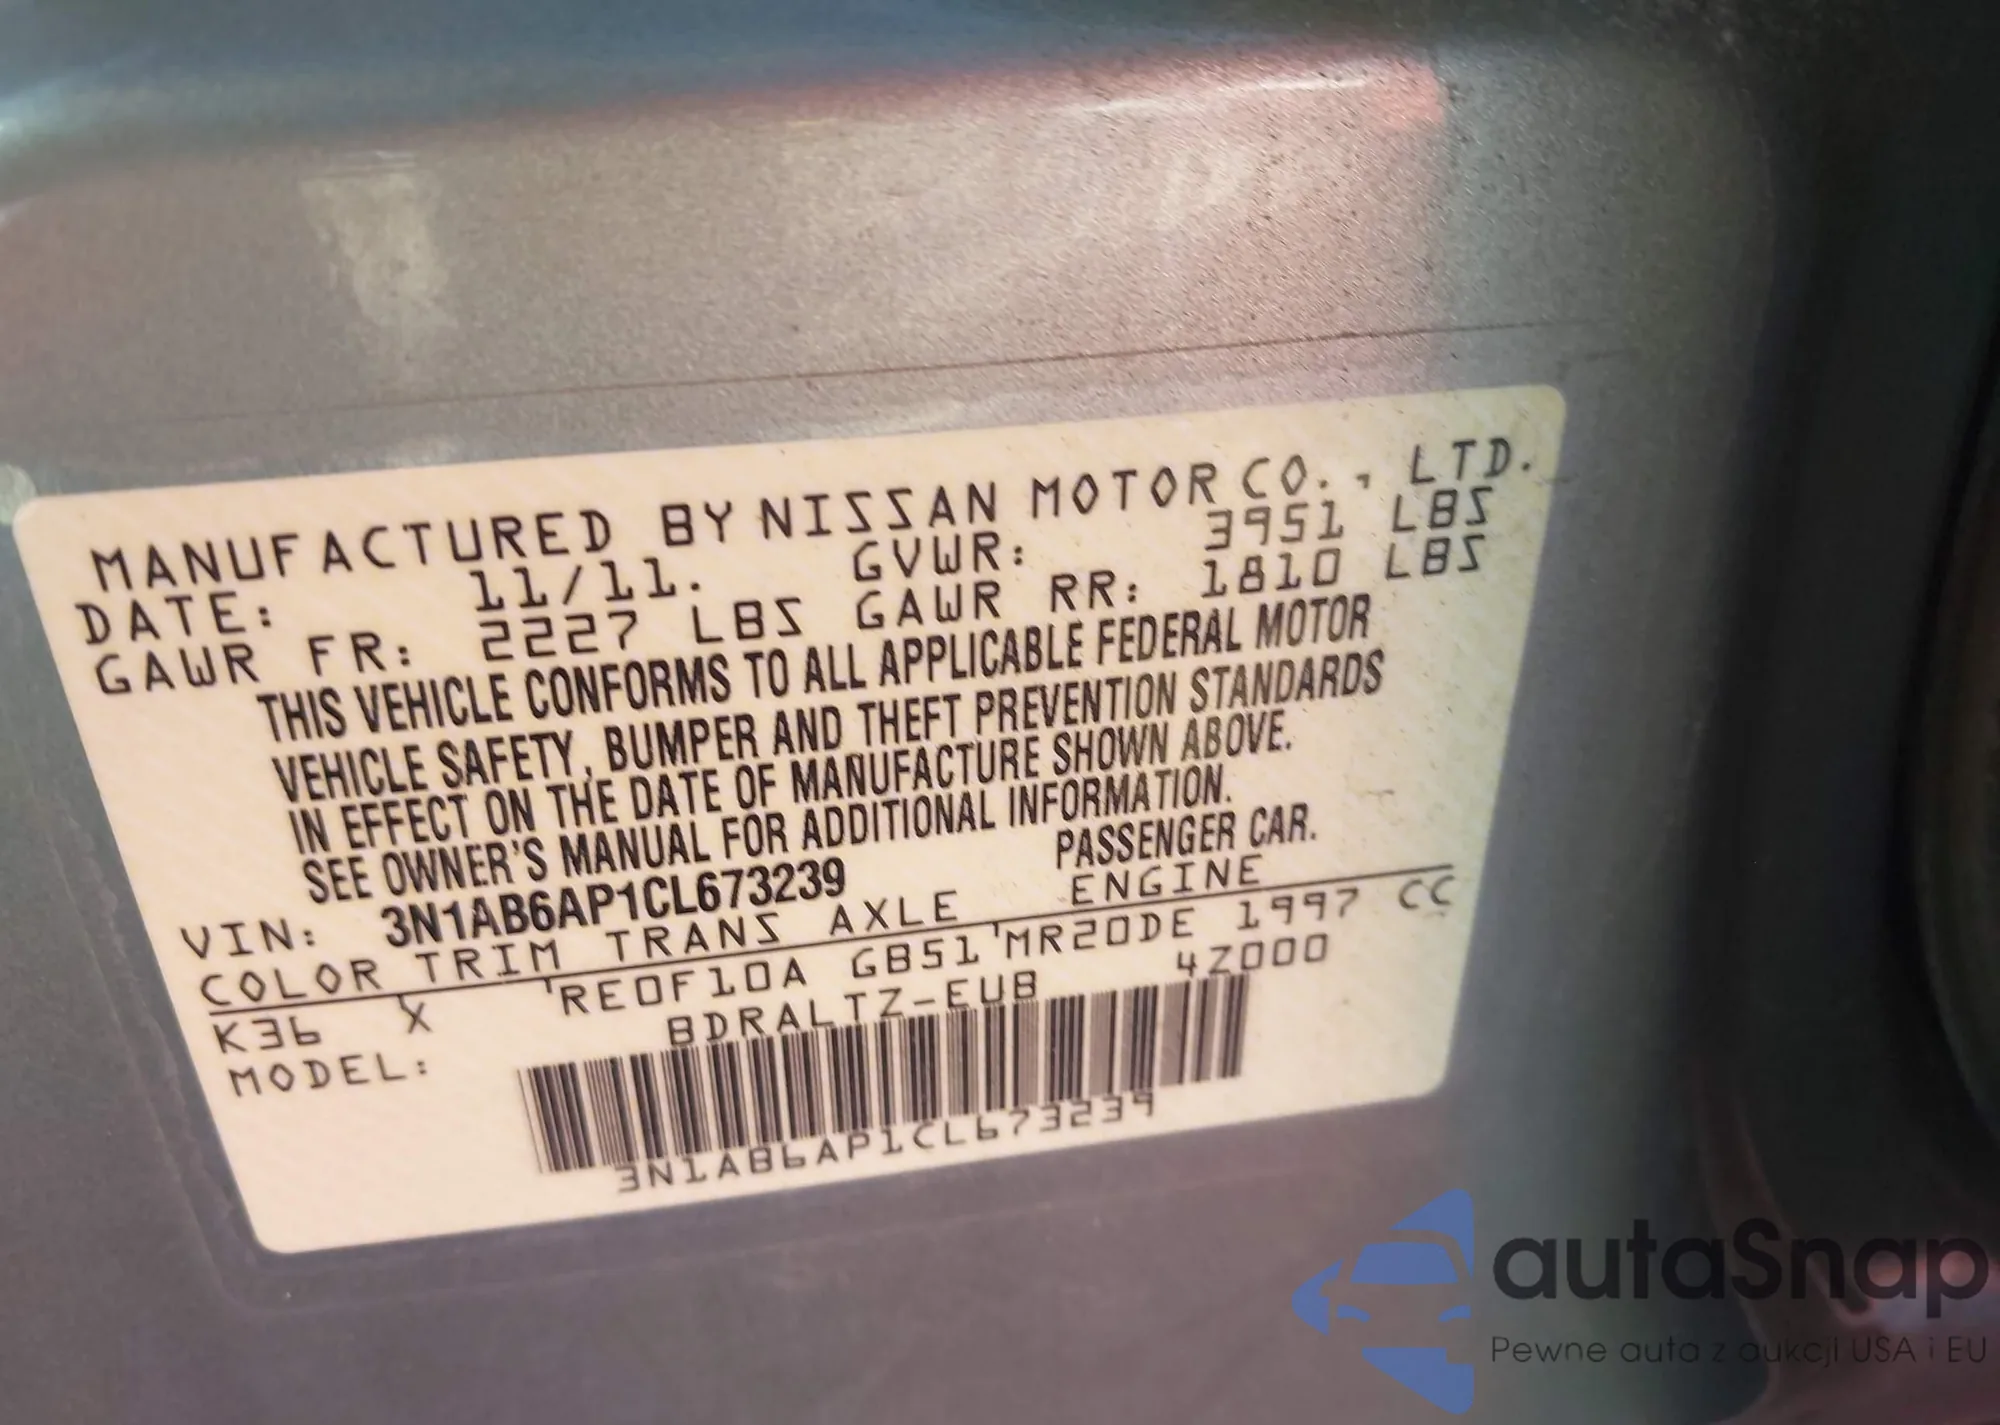 MANUFACTURED BY NISSAN MOTOR CO., LTD.
DATE: 11/11. GVWR: 3951 LBS
GAWR FR: 2227 LBS GAWR RR: 1810 LBS
THIS VEHICLE CONFORMS TO ALL APPLICABLE FEDERAL MOTOR
VEHICLE SAFETY, BUMPER AND THEFT PREVENTION STANDARDS
IN EFFECT ON THE DATE OF MANUFACTURE SHOWN ABOVE.
SEE OWNER'S MANUAL FOR ADDITIONAL INFORMATION.
VIN: 3N1AB6AP1CL673239 PASSENGER CAR.
COLOR TRIM TRANS AXLE ENGINE
K36 X RE0F10A GB51 MR20DE 1997 CC
MODEL: BDRALTZ-EUB 4Z000
3N1AB6AP1CL673239
autaSnap
Pewne auta z aukcji USA i EU